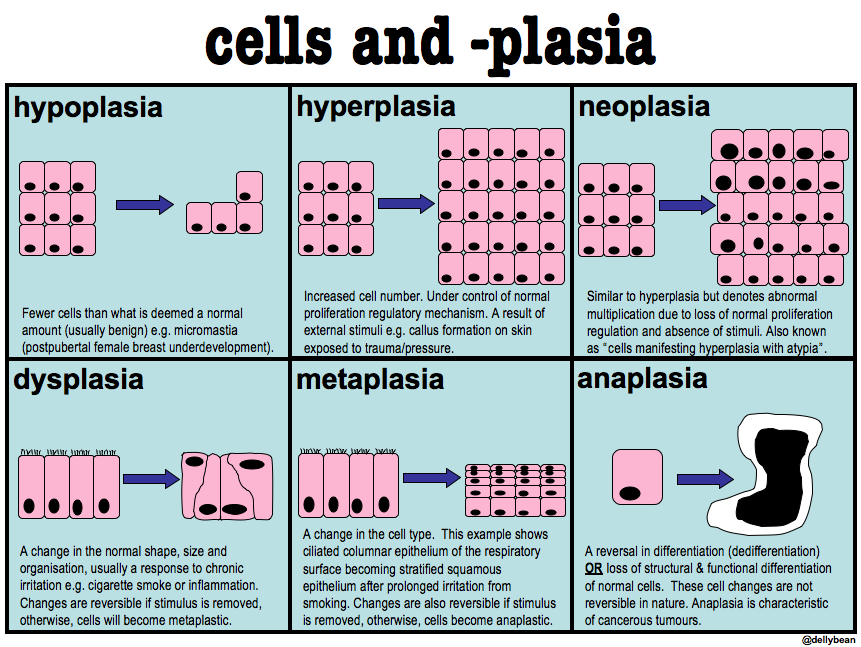 cells and -plasia
hypoplasia
Fewer cells than what is deemed a normal
amount (usually benign) e.g. micromastia
(postpubertal female breast underdevelopment).
hyperplasia
Increased cell number. Under control of normal
proliferation regulatory mechanism. A result of
external stimuli e.g. callus formation on skin
exposed to trauma/pressure.
neoplasia
Similar to hyperplasia but denotes abnormal
multiplication due to loss of normal proliferation
regulation and absence of stimuli. Also known
as “cells manifesting hyperplasia with atypia”.
dysplasia
A change in the normal shape, size and
organisation, usually a response to chronic
irritation e.g. cigarette smoke or inflammation.
Changes are reversible if stimulus is removed,
otherwise, cells will become metaplastic.
metaplasia
A change in the cell type. This example shows
ciliated columnar epithelium of the respiratory
surface becoming stratified squamous
epithelium after prolonged irritation from
smoking. Changes are also reversible if stimulus
is removed, otherwise, cells become anaplastic.
anaplasia
A reversal in differentiation (dedifferentiation)
OR loss of structural & functional differentiation
of normal cells. These cell changes are not
reversible in nature. Anaplasia is characteristic
of cancerous tumours.
@dellybean